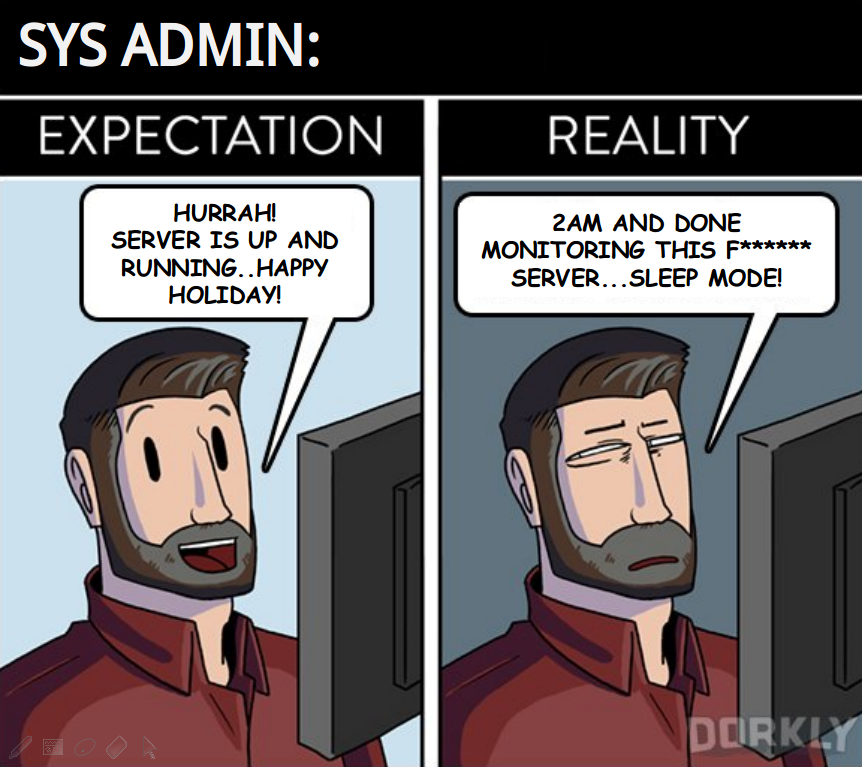 SYS ADMIN:
EXPECTATION
REALITY
HURRAH!
SERVER IS UP AND
RUNNING..HAPPY
HOLIDAY!
2AM AND DONE
MONITORING THIS F******
SERVER...SLEEP MODE!
DORKLY